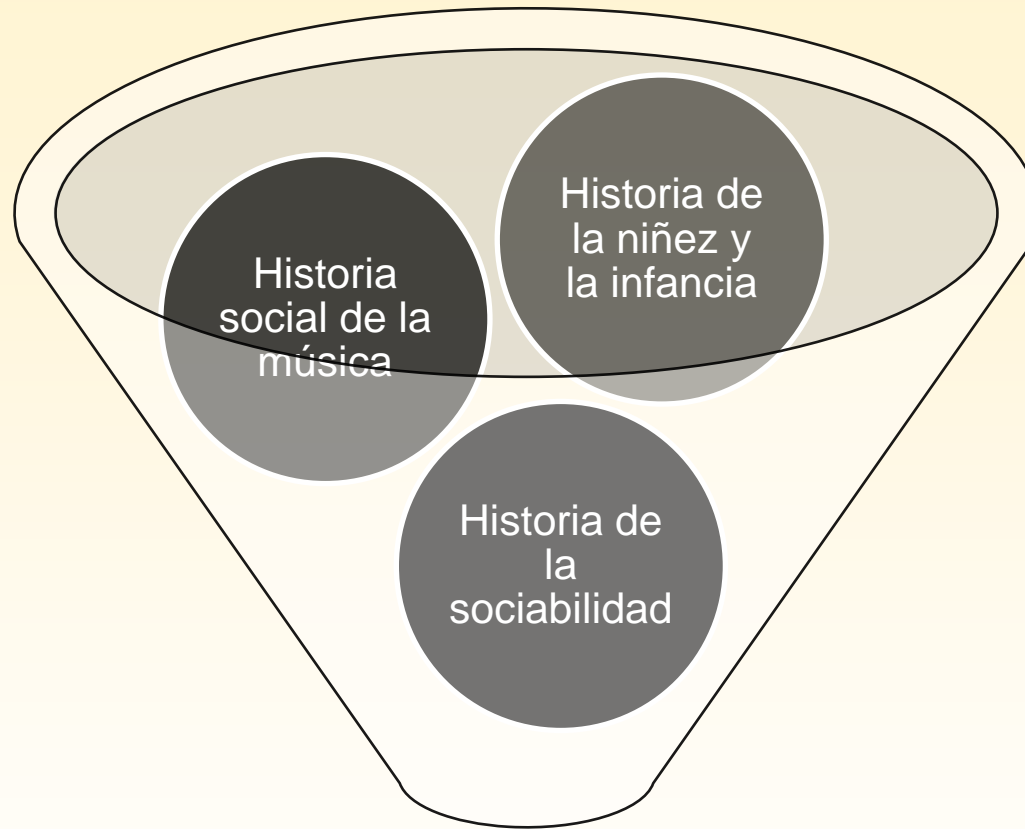 Historia
social de la
música
Historia de
la niñez y
la infancia
Historia de
la
sociabilidad